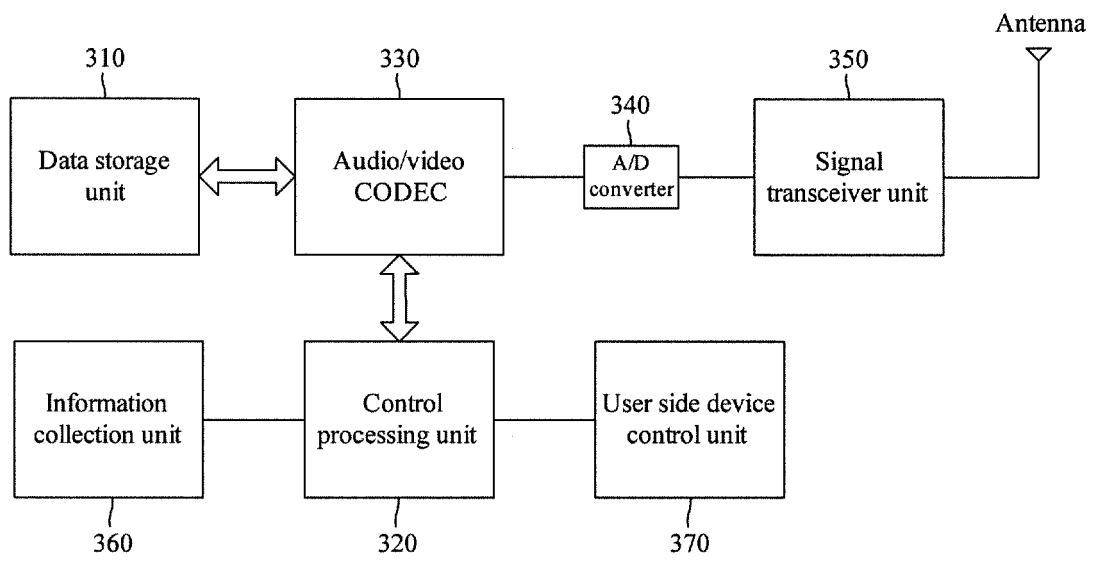 Antenna
310
330
350
340
Data storage
unit
Audio/video
CODEC
A/D
converter
Signal
transceiver unit
Information
collection unit
Control
processing unit
User side device
control unit
360
320
370